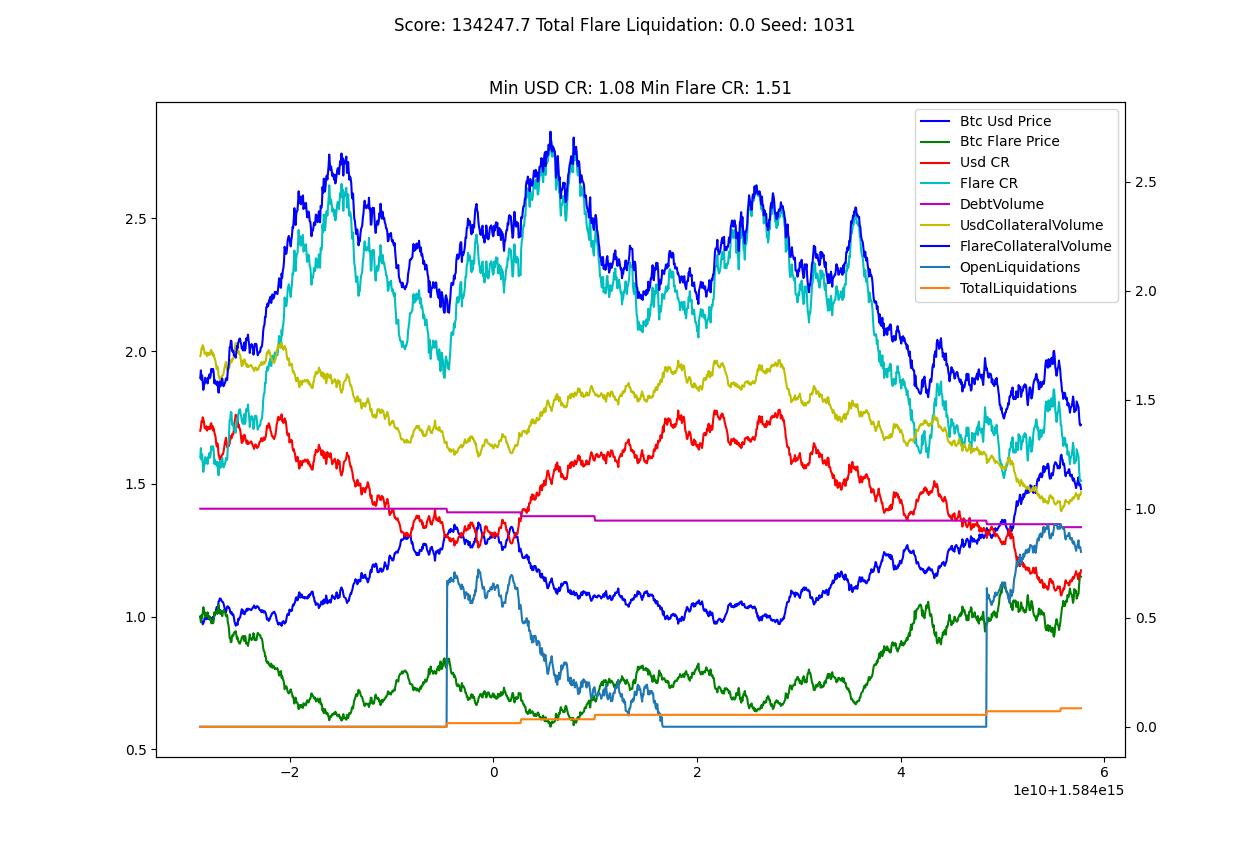 Score: 134247.7 Total Flare Liquidation: 0.0 Seed: 1031
Min USD CR: 1.08 Min Flare CR: 1.51
Btc Usd Price
Btc Flare Price
Usd CR
Flare CR
DebtVolume
UsdCollateralVolume
FlareCollateralVolume
OpenLiquidations
TotalLiquidations
2.5
2.0
1.5
1.0
0.5
2.5
2.0
1.5
1.0
0.5
0.0
−2
0
2
4
6
1e10+1.584e15